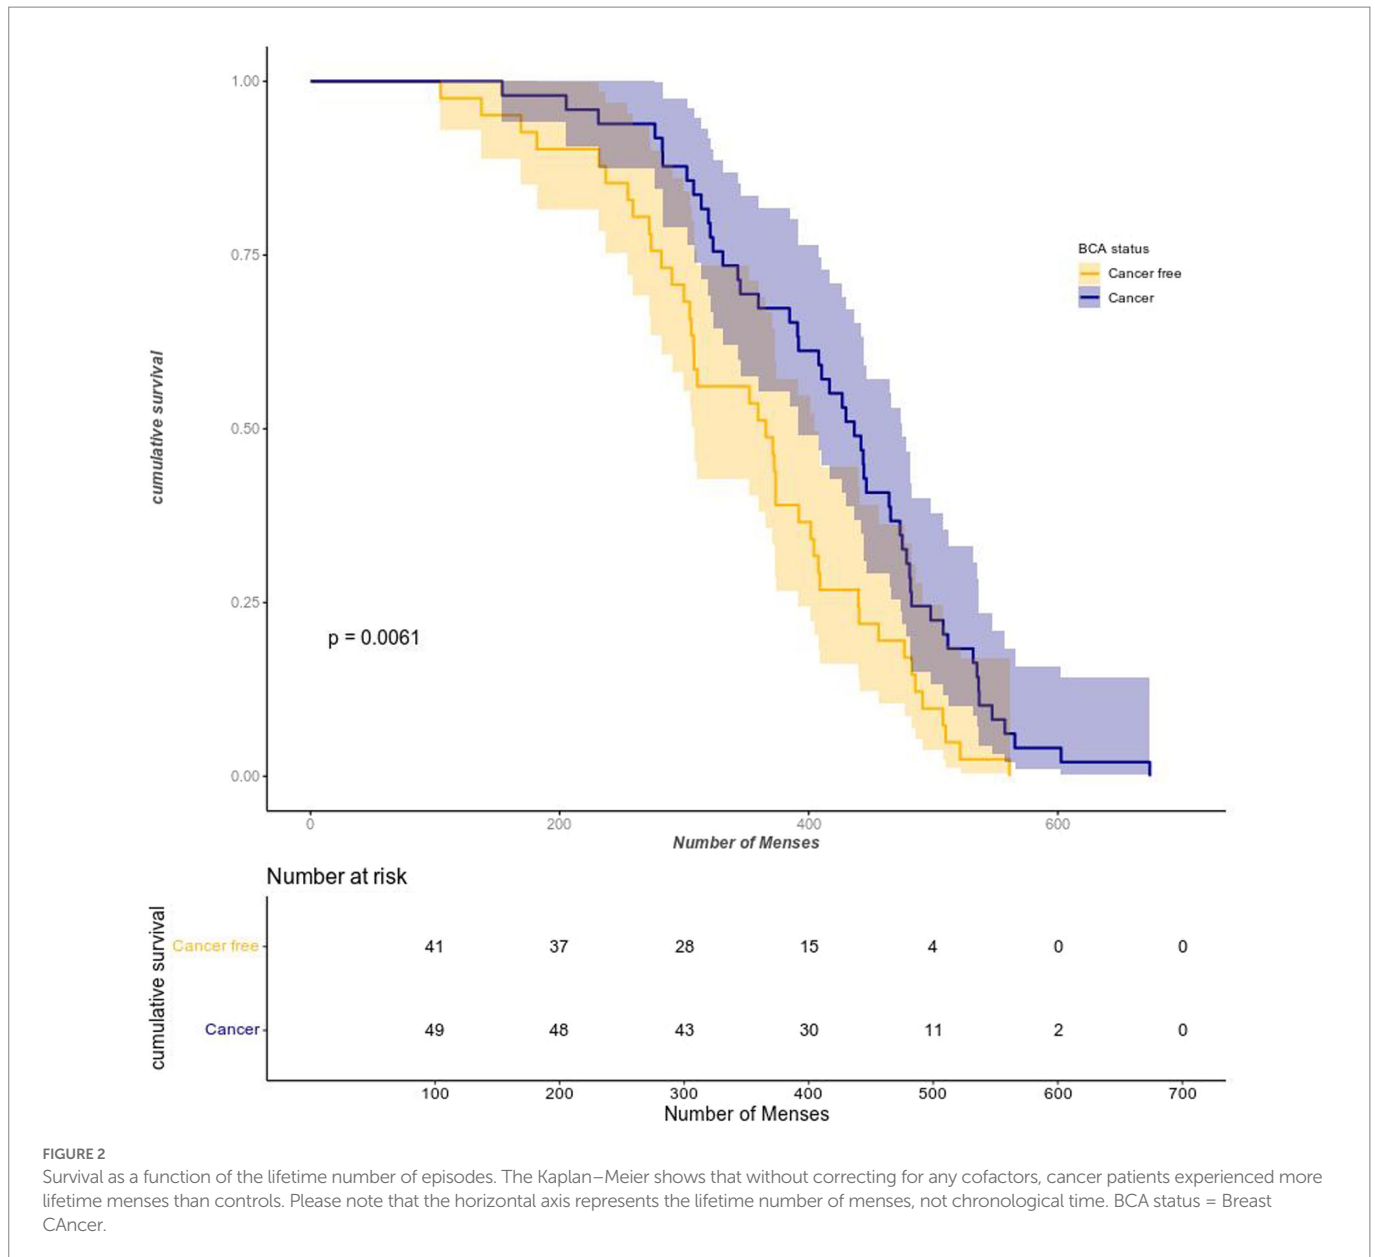 1.00
0.75
0.50
0.25
0.00
cumulative survival
p = 0.0061
BCA status
Cancer free
Cancer
0 200 400 600
Number of Menses
Number at risk
cumulative survival
Cancer free 41 37 28 15 4 0 0
Cancer 49 48 43 30 11 2 0
100 200 300 400 500 600 700
Number of Menses
FIGURE 2
Survival as a function of the lifetime number of episodes. The Kaplan–Meier shows that without correcting for any cofactors, cancer patients experienced more
lifetime menses than controls. Please note that the horizontal axis represents the lifetime number of menses, not chronological time. BCA status = Breast
CAncer.